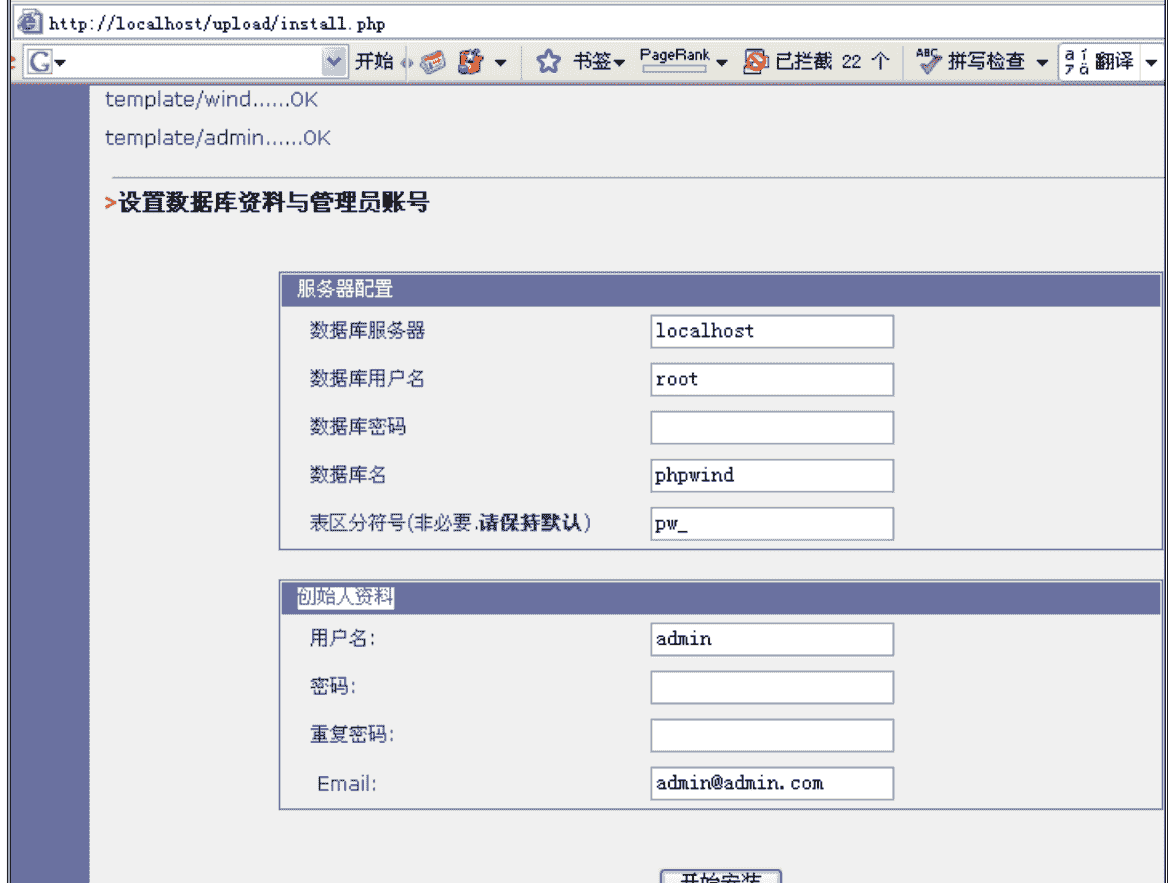 http://localhost/upload/install.php
G 开始 书签 PageRank 已拦截 22 个 ABC 拼写检查 翻译
template/wind......OK
template/admin......OK
>设置数据库资料与管理员账号
服务器配置
数据库服务器 localhost
数据库用户名 root
数据库密码
数据库名 phpwind
表区分符号(非必要,请保持默认) pw_
创始人资料
用户名: admin
密码:
重复密码:
Email: admin@admin.com
开始安装